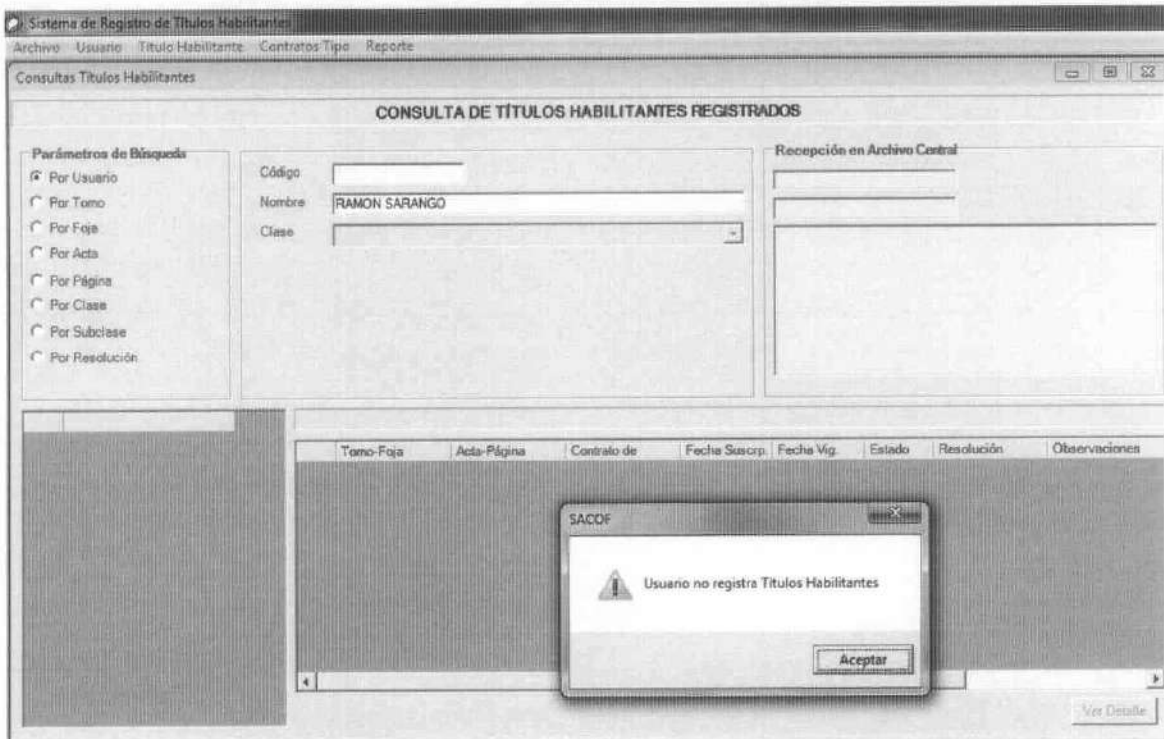 Sistema de Registro de Títulos Habilitantes
Archivo Usuario Titulo Habilitante Contratos Tipo Reporte
Consultas Titulos Habilitantes
CONSULTA DE TÍTULOS HABILITANTES REGISTRADOS
Parámetros de Búsqueda
Por Usuario
Por Tomo
Por Foja
Por Acta
Por Página
Por Clase
Por Subclase
Por Resolución
Código
Nombre RAMON SARANGO
Clase
Recepción en Archivo Central
Tomo-Foja Acta-Página Contrato de Fecha Suscrp. Fecha Vig. Estado Resolución Observaciones
SACOF
Usuario no registra Titulos Habilitantes
Aceptar
Ver Detalle